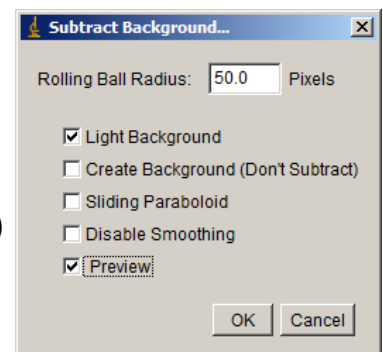 Subtract Background...
Rolling Ball Radius: 50.0 Pixels
Light Background
Create Background (Don't Subtract)
Sliding Paraboloid
Disable Smoothing
Preview
OK Cancel
)